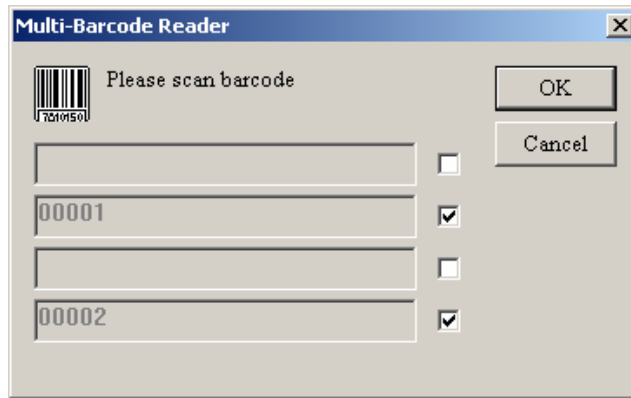 Multi-Barcode Reader
Please scan barcode
OK
Cancel
00001
00002